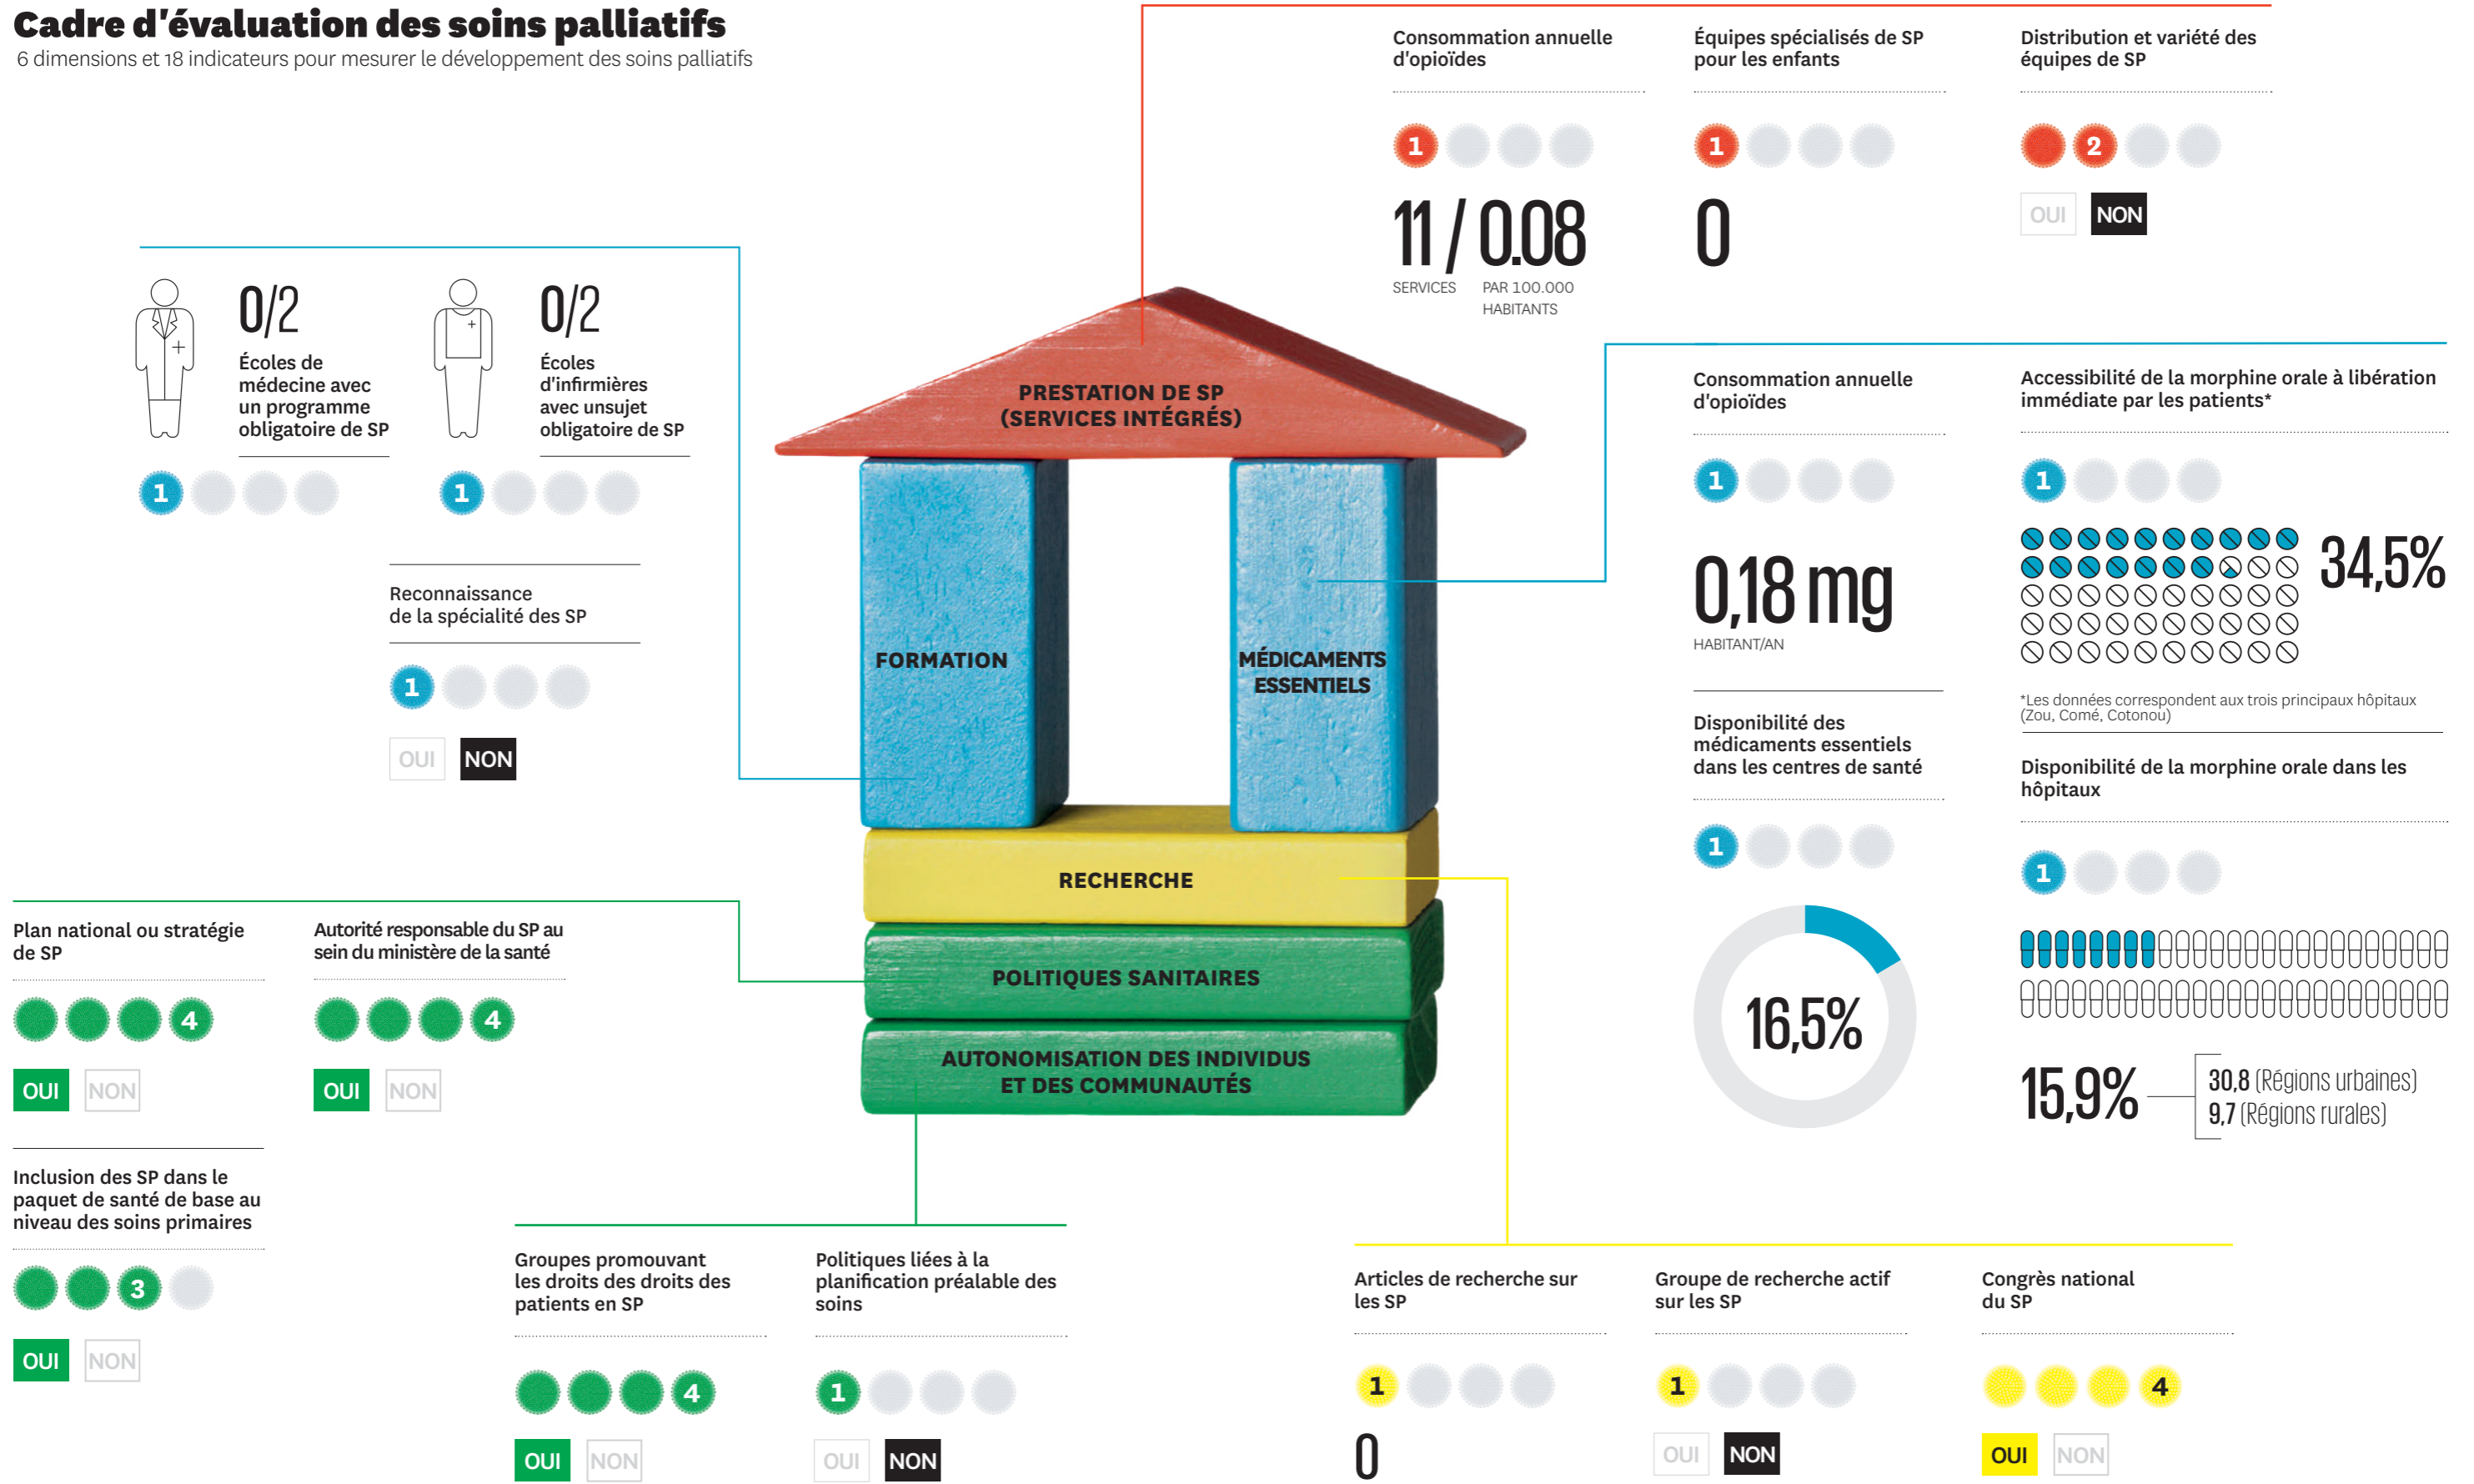 Cadre d'évaluation des soins palliatifs
6 dimensions et 18 indicateurs pour mesurer le développement des soins palliatifs
Consommation annuelle
d'opioïdes
1
11 / 0.08
SERVICES
PAR 100.000
HABITANTS
Équipes spécialisés de SP
pour les enfants
1
0
Distribution et variété des
équipes de SP
2
OUI NON
0/2
Écoles de
médecine avec
un programme
obligatoire de SP
1
0/2
Écoles
d'infirmières
avec unsujet
obligatoire de SP
1
Reconnaissance
de la spécialité des SP
1
OUI NON
PRESTATION DE SP
(SERVICES INTÉGRÉS)
FORMATION
MÉDICAMENTS
ESSENTIELS
RECHERCHE
POLITIQUES SANITAIRES
AUTONOMISATION DES INDIVIDUS
ET DES COMMUNAUTÉS
Consommation annuelle
d'opioïdes
1
0,18 mg
HABITANT/AN
Accessibilité de la morphine orale à libération
immédiate par les patients*
1
34,5%
*Les données correspondent aux trois principaux hôpitaux
(Zou, Comé, Cotonou)
Disponibilité des
médicaments essentiels
dans les centres de santé
1
16,5%
Disponibilité de la morphine orale dans les
hôpitaux
1
15,9%
30,8 (Régions urbaines)
9,7 (Régions rurales)
Plan national ou stratégie
de SP
4
OUI NON
Autorité responsable du SP au
sein du ministère de la santé
4
OUI NON
Inclusion des SP dans le
paquet de santé de base au
niveau des soins primaires
3
OUI NON
Groupes promouvant
les droits des droits des
patients en SP
4
OUI NON
Politiques liées à la
planification préalable des
soins
1
OUI NON
Articles de recherche sur
les SP
1
0
Groupe de recherche actif
sur les SP
1
OUI NON
Congrès national
du SP
4
OUI NON